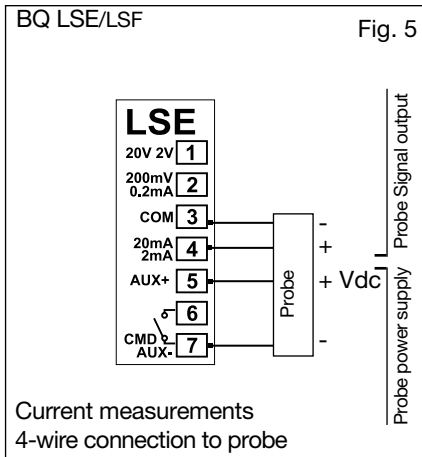 BQ LSE/LSF
Fig. 5
LSE
20V 2V 1
200mV
0.2mA 2
COM 3 -
20mA
2mA 4 +
AUX+ 5 + Vdc
6
CMD
AUX- 7 -
Probe
Probe Signal output
Probe power supply
Current measurements
4-wire connection to probe